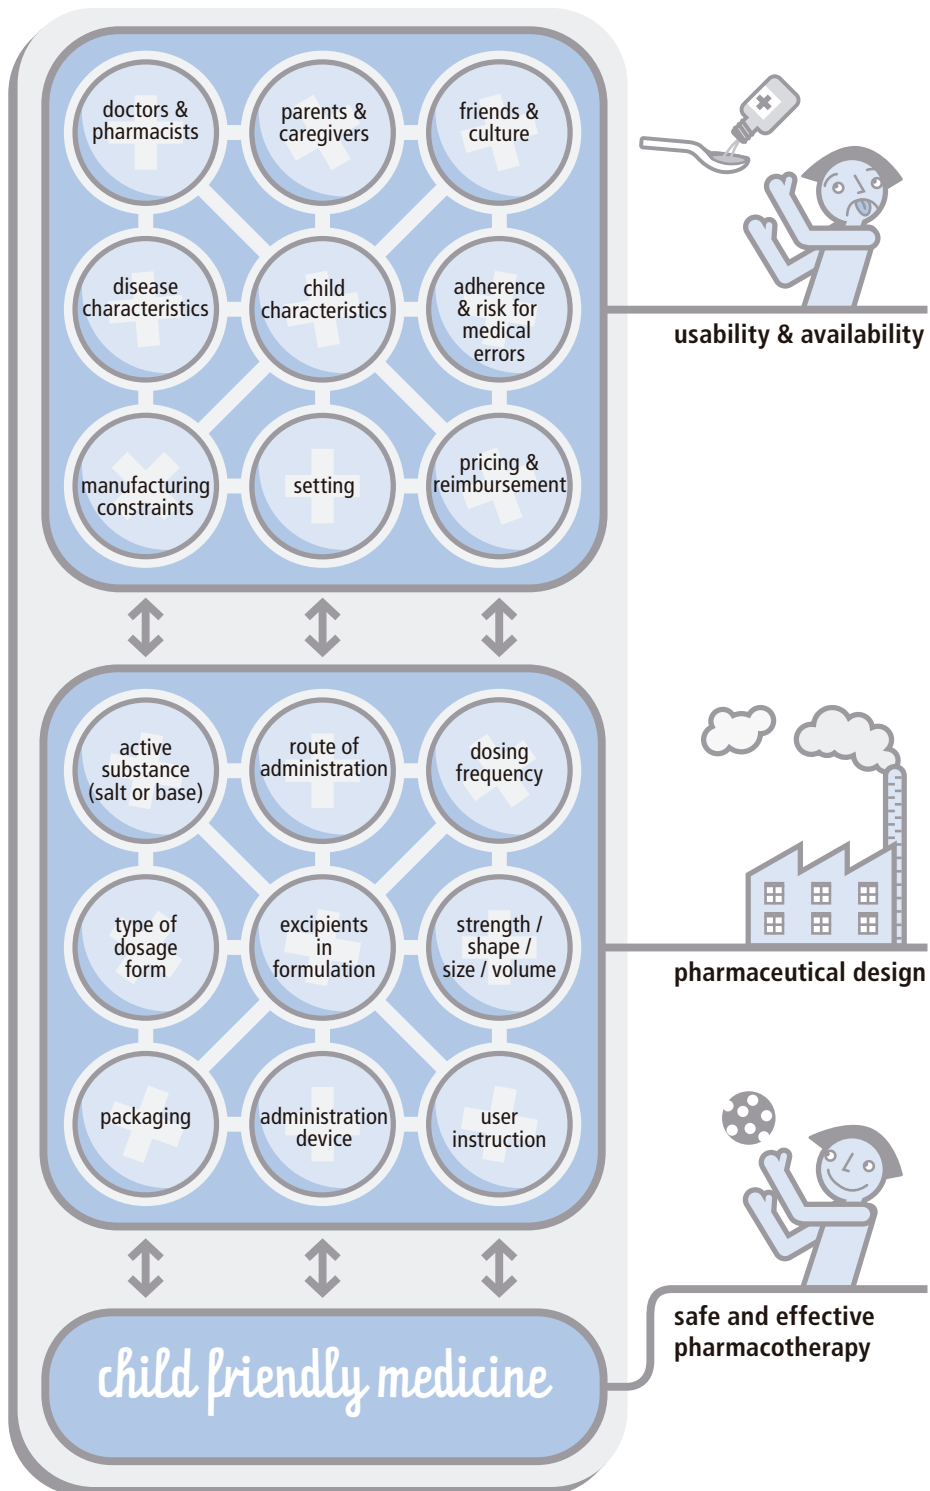 doctors &
pharmacists
parents &
caregivers
friends &
culture
disease
characteristics
child
characteristics
adherence
& risk for
medical
errors
usability & availability
manufacturing
constraints
setting
pricing &
reimbursement
active
substance
(salt or base)
route of
administration
dosing
frequency
type of
dosage
form
excipients
in
formulation
strength /
shape /
size / volume
pharmaceutical design
packaging
administration
device
user
instruction
child friendly medicine
safe and effective
pharmacotherapy